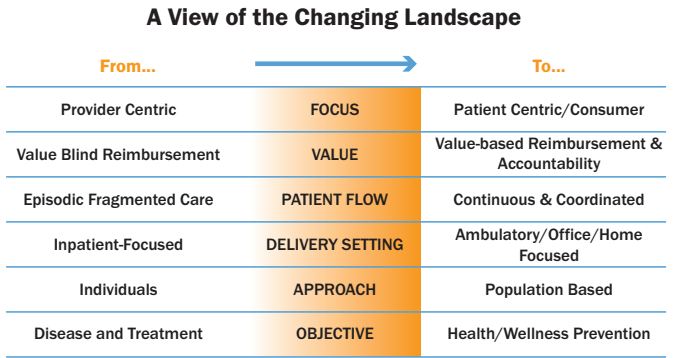 A View of the Changing Landscape
From... To...
Provider Centric FOCUS Patient Centric/Consumer
Value Blind Reimbursement VALUE Value-based Reimbursement &
Accountability
Episodic Fragmented Care PATIENT FLOW Continuous & Coordinated
Inpatient-Focused DELIVERY SETTING Ambulatory/Office/Home
Focused
Individuals APPROACH Population Based
Disease and Treatment OBJECTIVE Health/Wellness Prevention